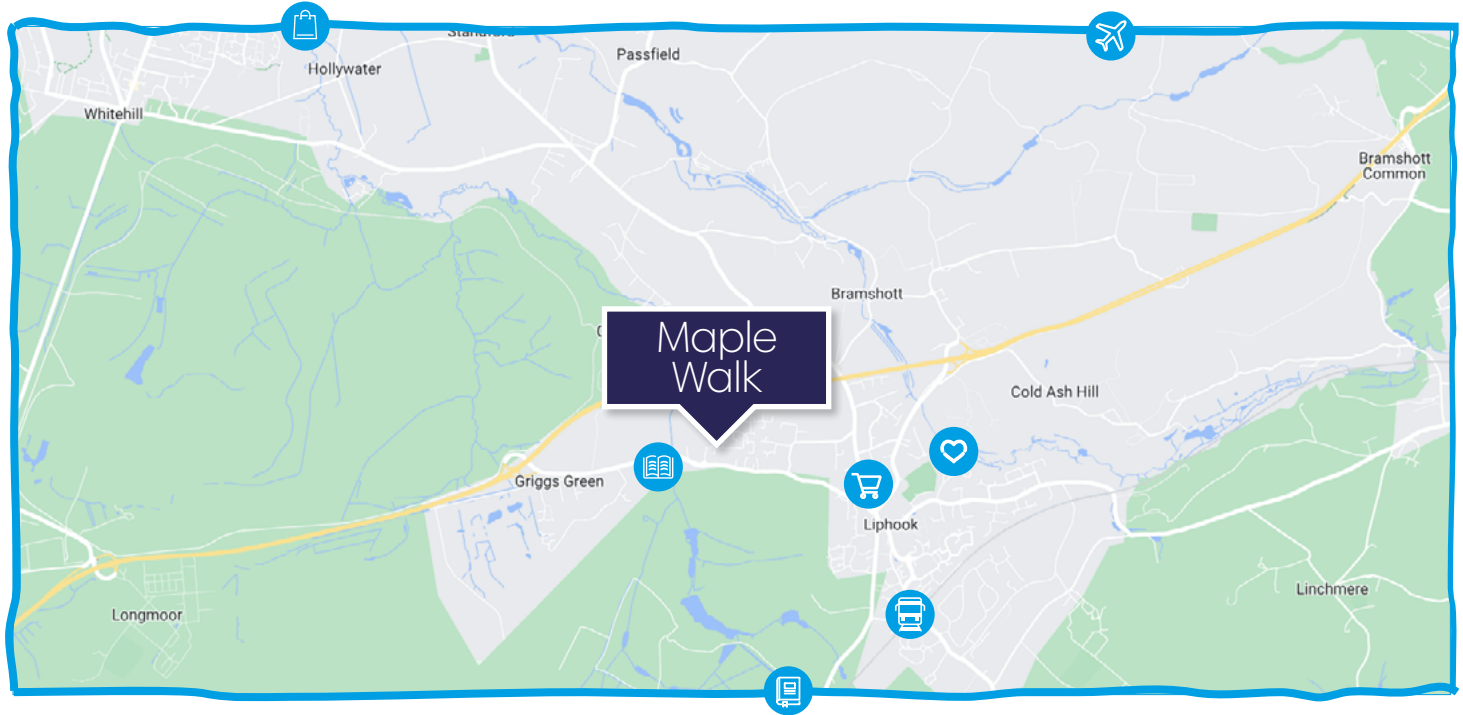 Passfield
Hollywater
Whitehill
Bramshott
Common
Bramshott
Maple
Walk
Cold Ash Hill
Griggs Green
Liphook
Linchmere
Longmoor